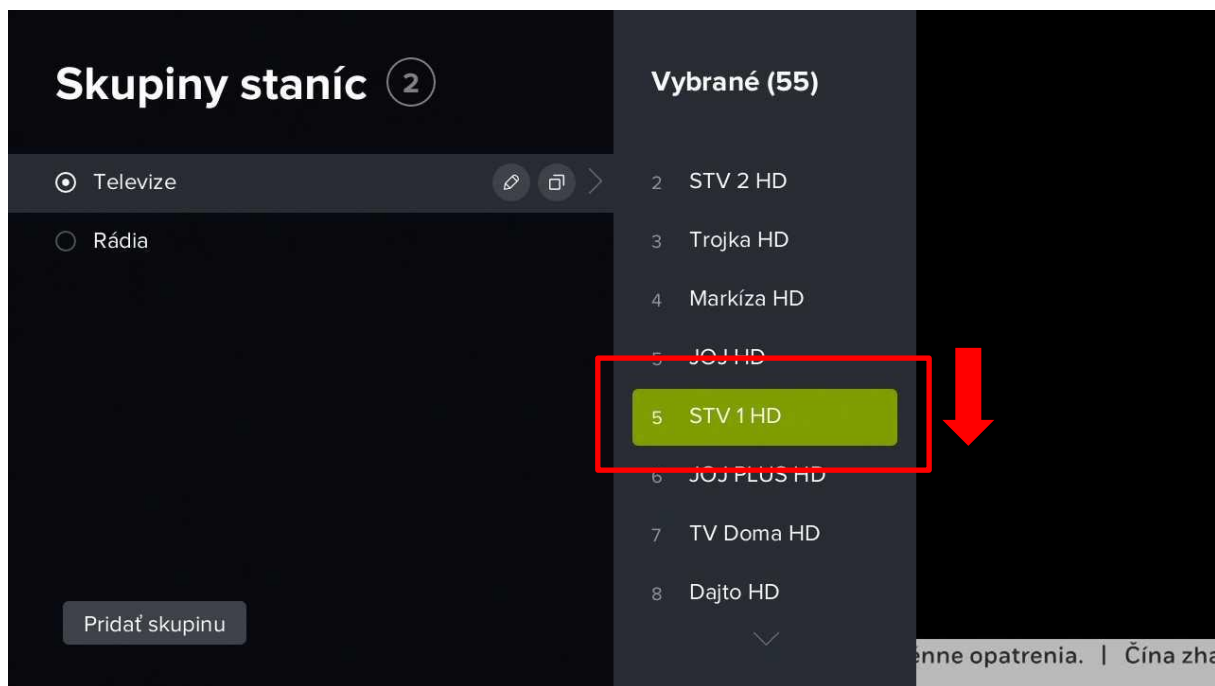 Skupiny staníc 2
Televize
Rádia
Pridať skupinu
Vybrané (55)
2 STV 2 HD
3 Trojka HD
4 Markíza HD
5 JOJ HD
5 STV 1 HD
6 JOJ PLUS HD
7 TV Doma HD
8 Dajto HD
énne opatrenia. | Čína zha